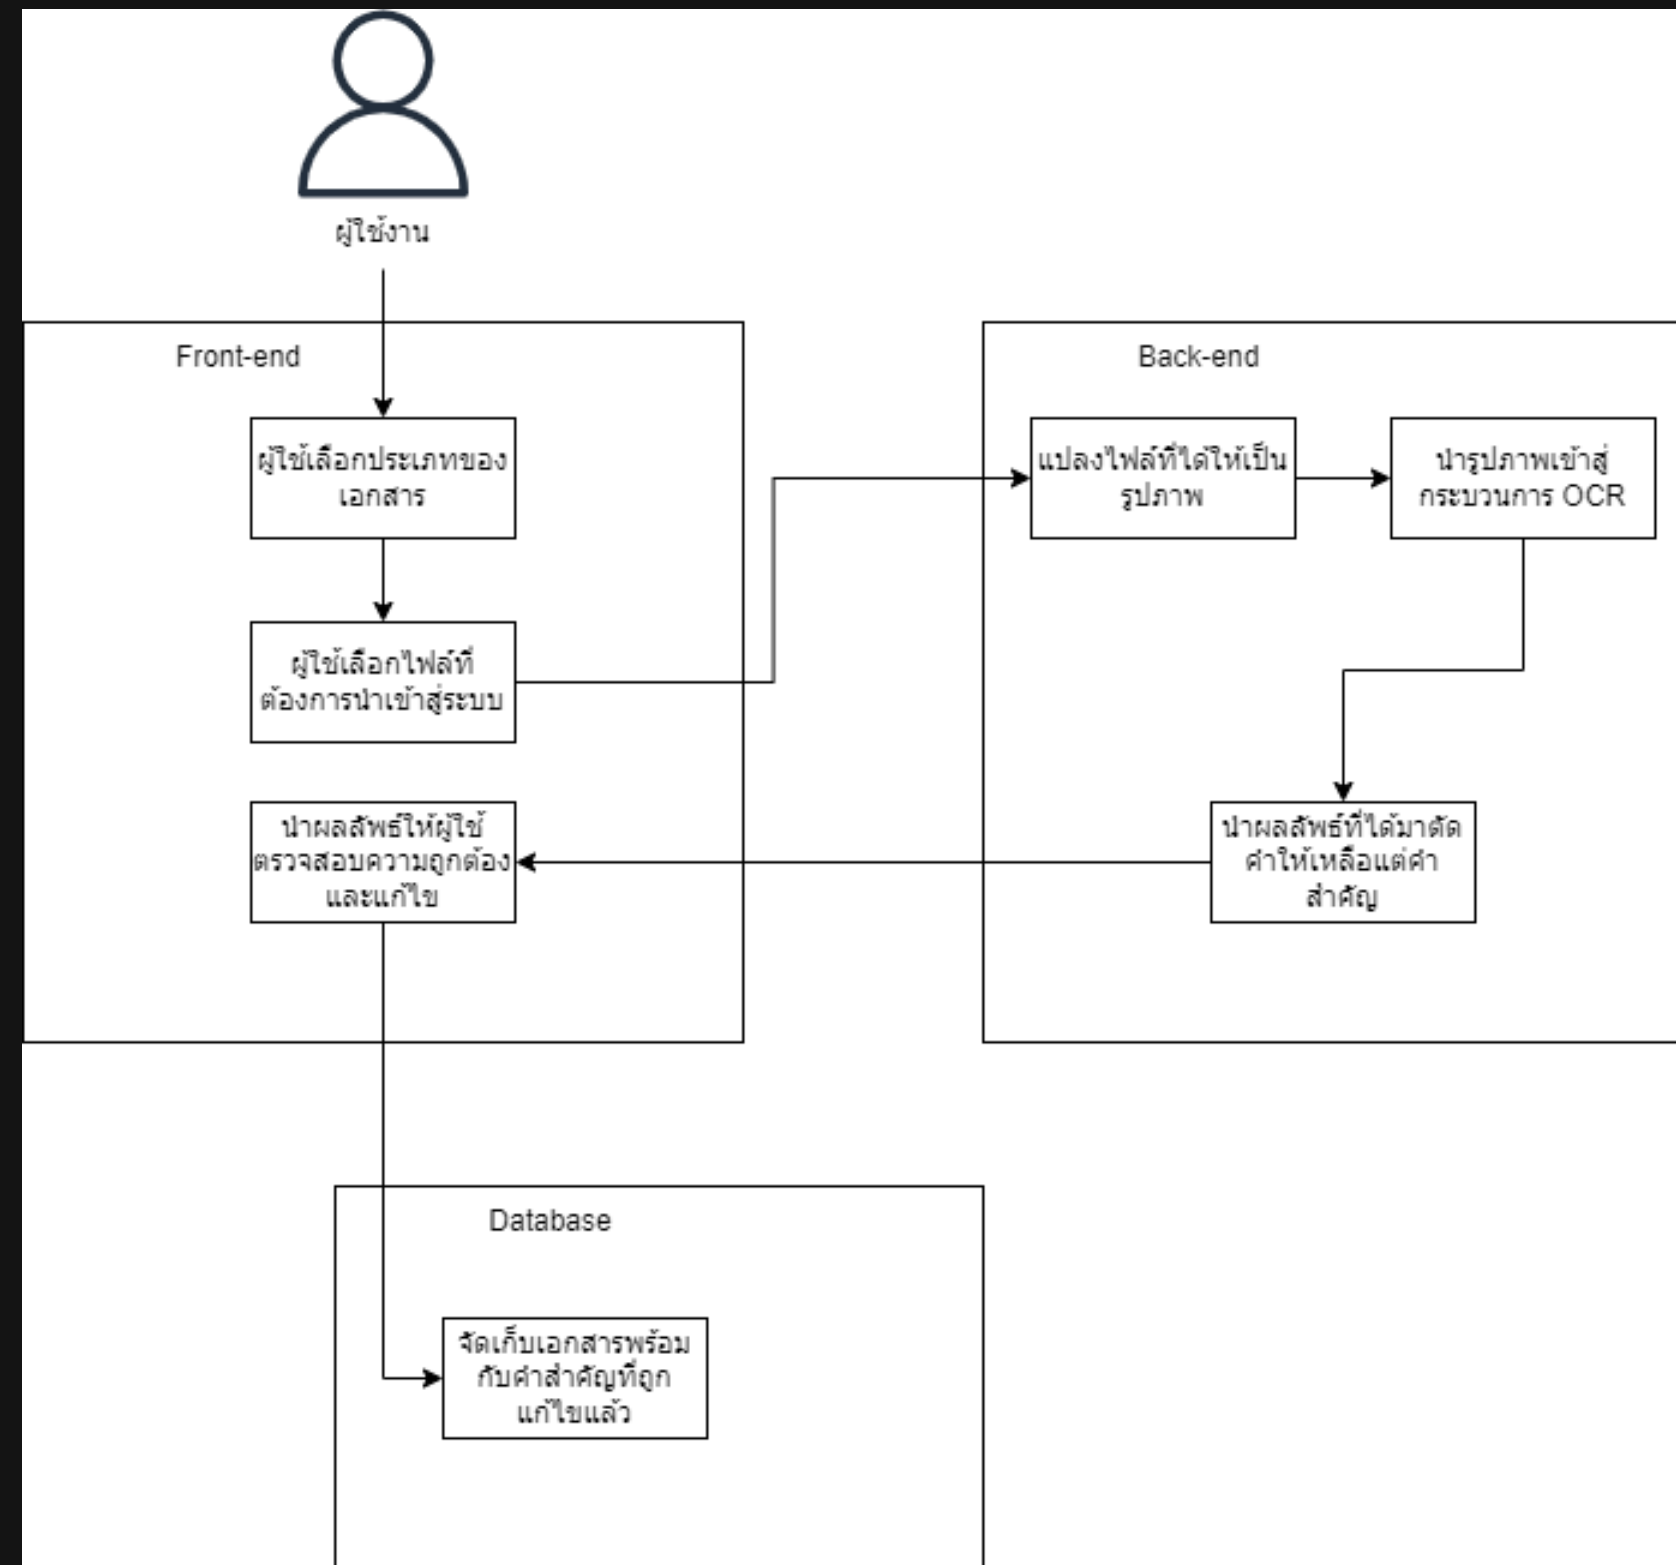 ผู้ใช้งาน
Front-end
ผู้ใช้เลือกประเภทของ
เอกสาร
ผู้ใช้เลือกไฟล์ที่
ต้องการนำเข้าสู่ระบบ
นำผลลัพธ์ให้ผู้ใช้
ตรวจสอบความถูกต้อง
และแก้ไข
Back-end
แปลงไฟล์ที่ได้ให้เป็น
รูปภาพ
นำรูปภาพเข้าสู่
กระบวนการ OCR
นำผลลัพธ์ที่ได้มาตัด
คำให้เหลือแต่คำ
สำคัญ
Database
จัดเก็บเอกสารพร้อม
กับคำสำคัญที่ถูก
แก้ไขแล้ว